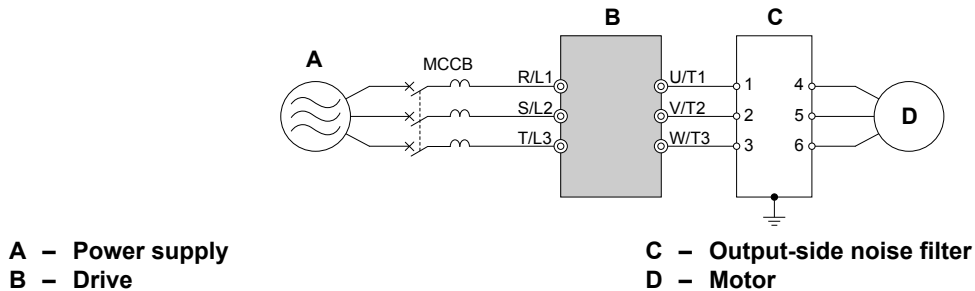 B
C
A
MCCB
R/L1
U/T1
1
4
S/L2
V/T2
2
5
D
T/L3
W/T3
3
6
A – Power supply
C – Output-side noise filter
B – Drive
D – Motor